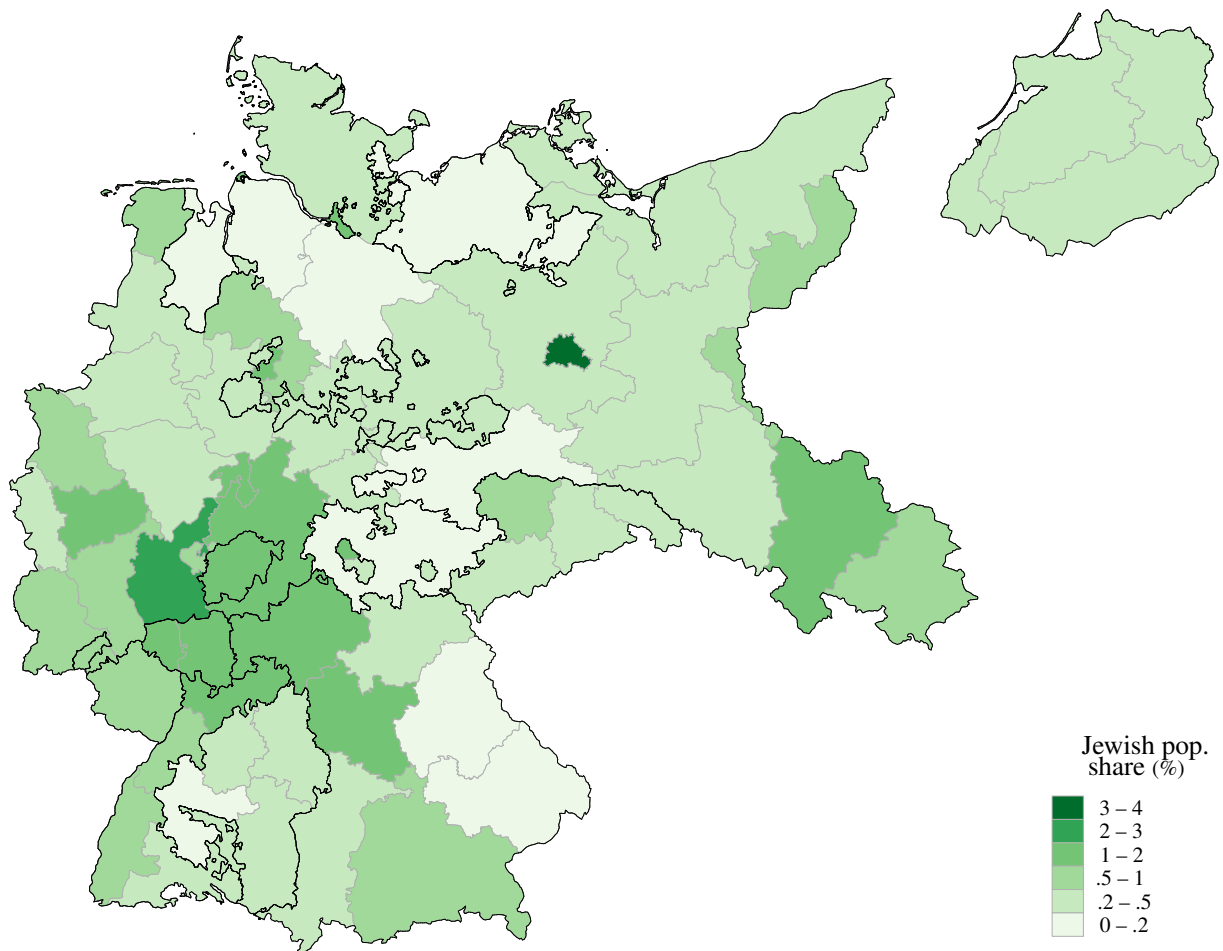 Jewish pop.
share (%)
3 – 4
2 – 3
1 – 2
.5 – 1
.2 – .5
0 – .2